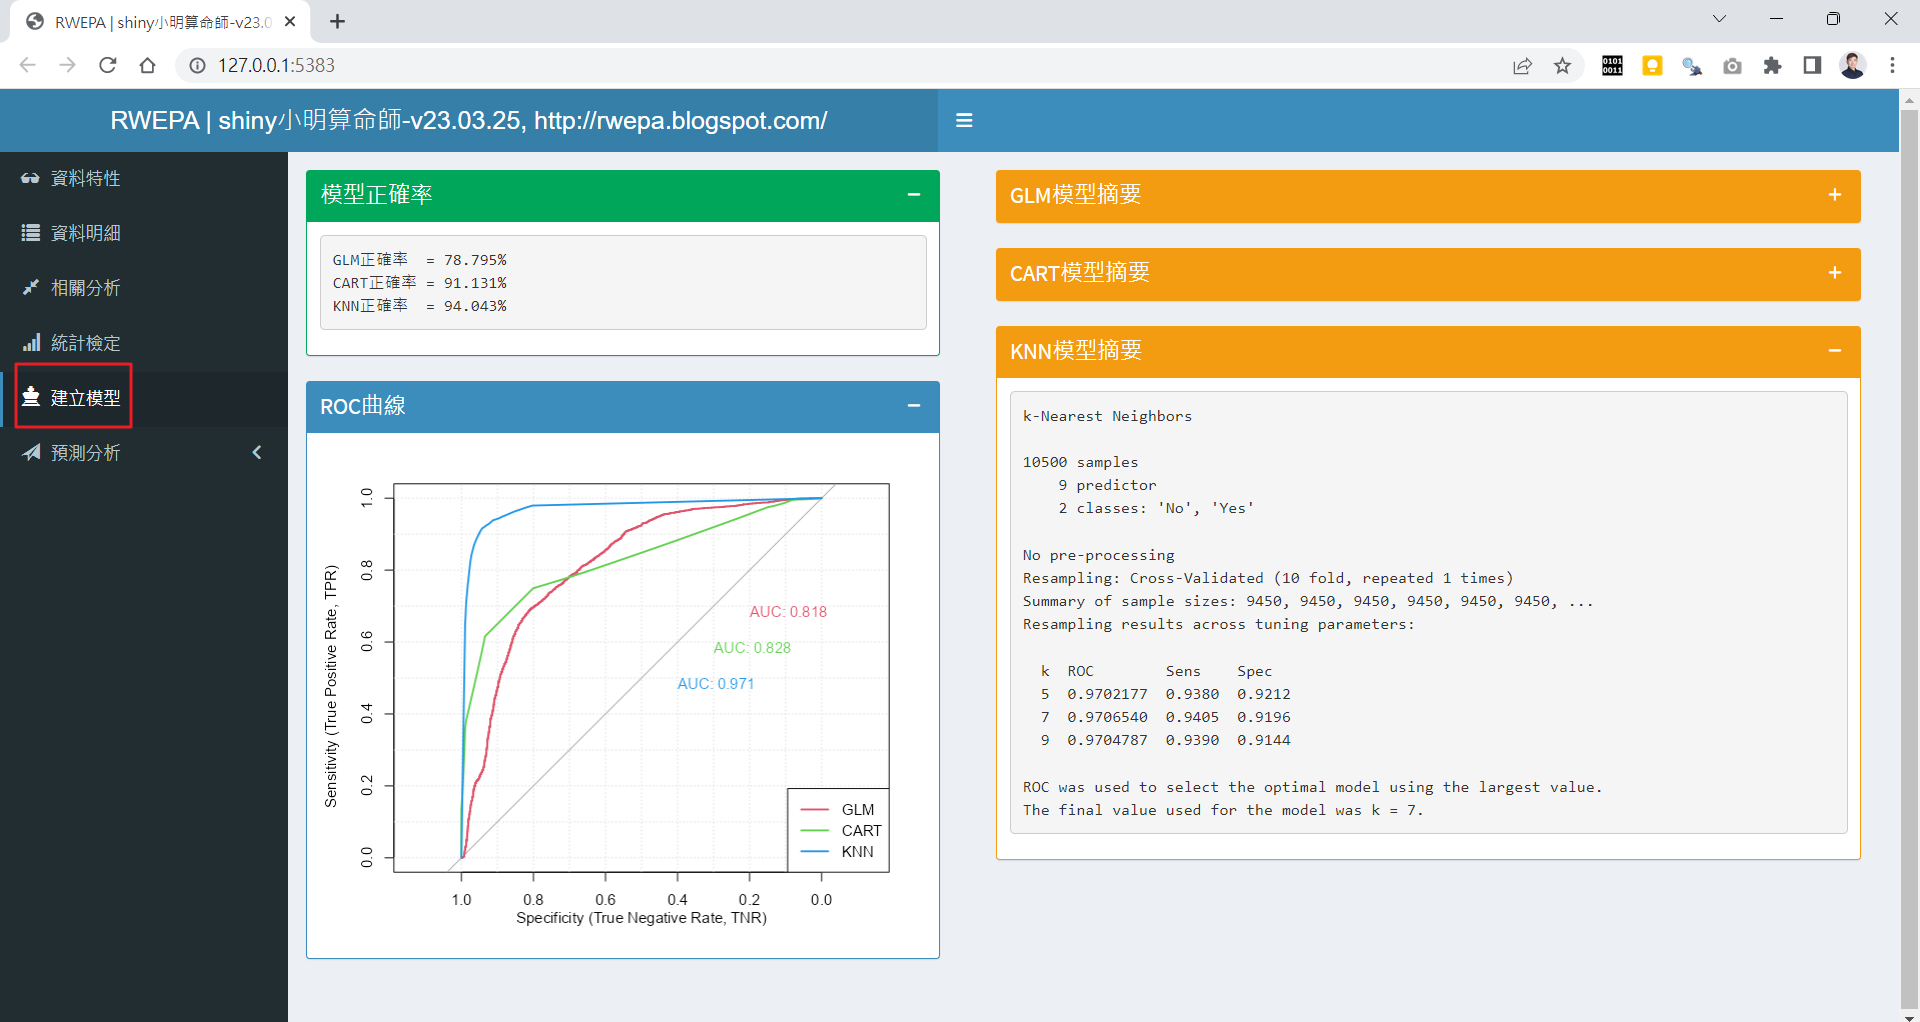 RWEPA | shiny小明算命師-v23.0
127.0.0.1:5383
0101
0011
RWEPA | shiny小明算命師-v23.03.25, http://rwepa.blogspot.com/
資料特性
資料明細
相關分析
統計檢定
建立模型
預測分析
模型正確率
GLM正確率 = 78.795%
CART正確率 = 91.131%
KNN正確率 = 94.043%
ROC曲線
Sensitivity (True Positive Rate, TPR)
1.0
0.8
0.6
0.4
0.2
0.0
AUC: 0.818
AUC: 0.828
AUC: 0.971
GLM
CART
KNN
1.0 0.8 0.6 0.4 0.2 0.0
Specificity (True Negative Rate, TNR)
GLM模型摘要
CART模型摘要
KNN模型摘要
k-Nearest Neighbors
10500 samples
9 predictor
2 classes: 'No', 'Yes'
No pre-processing
Resampling: Cross-Validated (10 fold, repeated 1 times)
Summary of sample sizes: 9450, 9450, 9450, 9450, 9450, 9450, ...
Resampling results across tuning parameters:
k ROC Sens Spec
5 0.9702177 0.9380 0.9212
7 0.9706540 0.9405 0.9196
9 0.9704787 0.9390 0.9144
ROC was used to select the optimal model using the largest value.
The final value used for the model was k = 7.